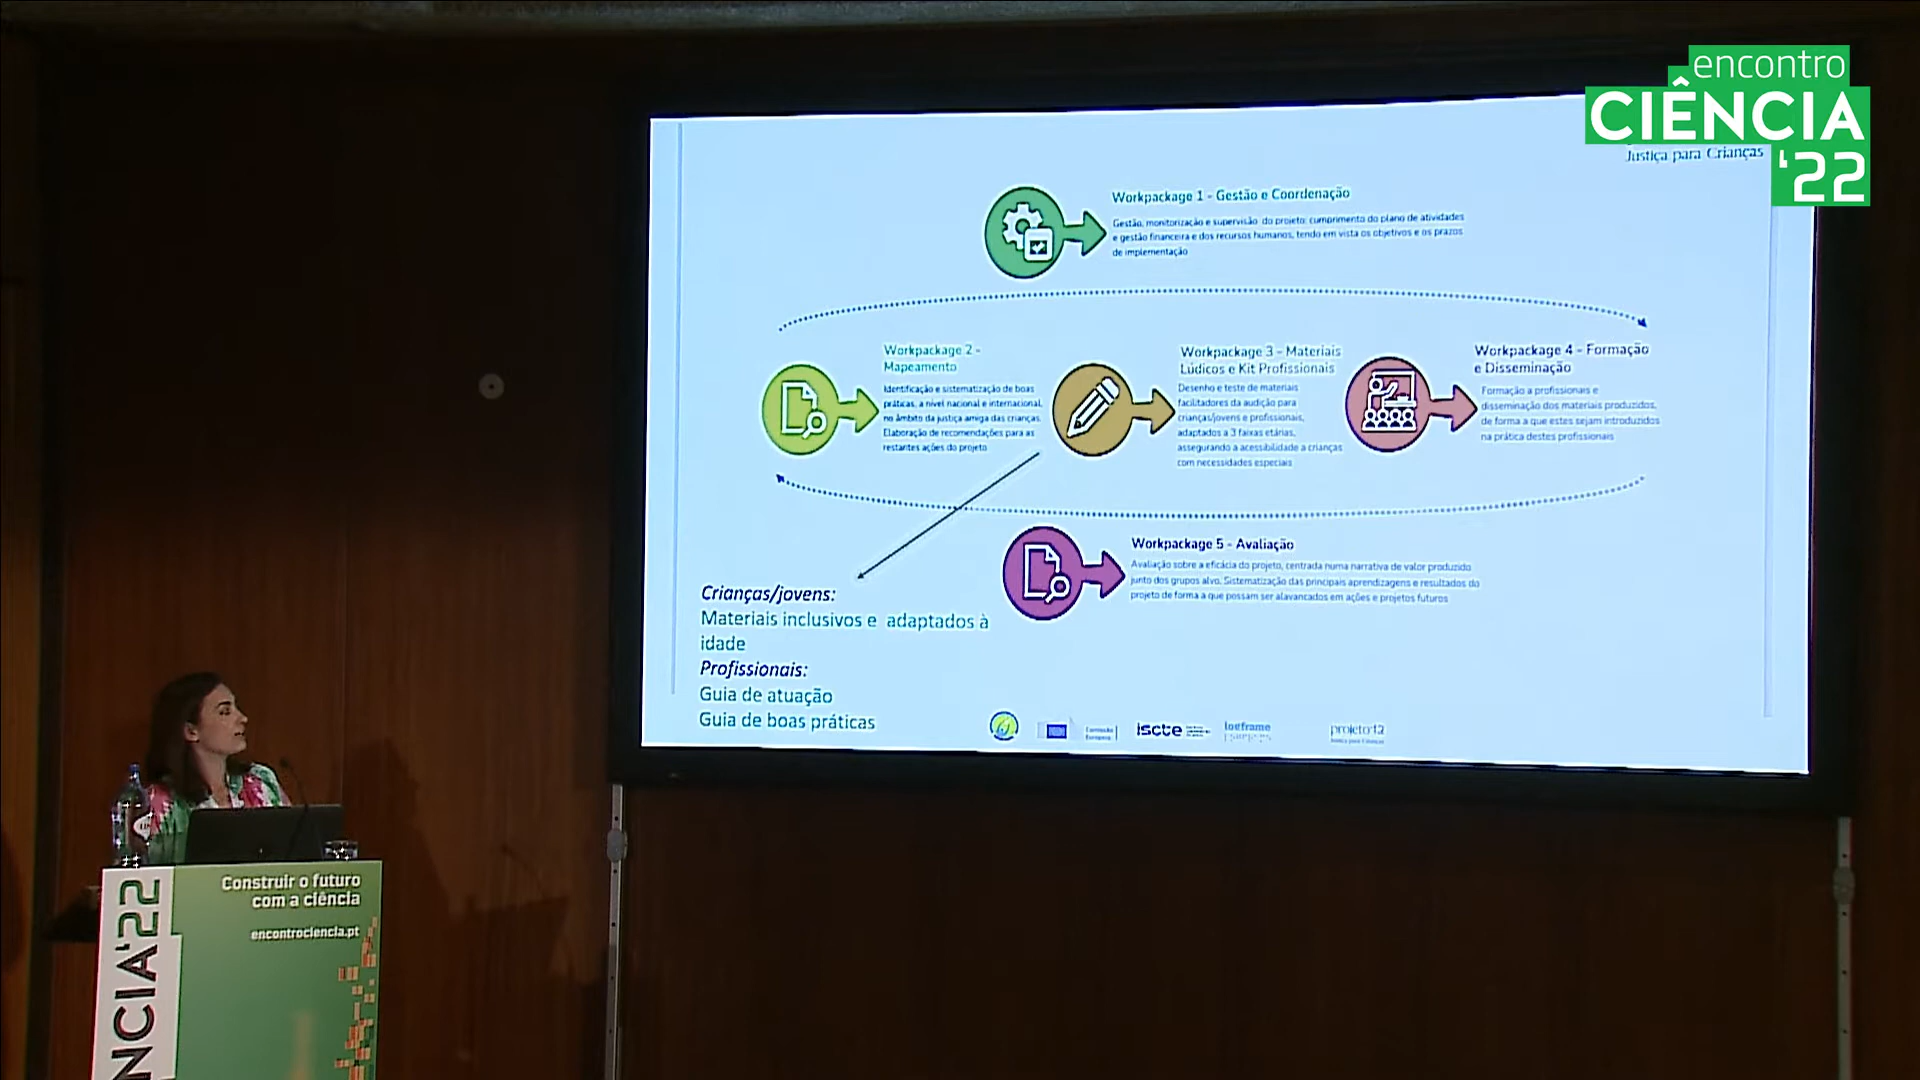 encontro
CIÊNCIA
'22
Justiça para Crianças
Workpackage 1 - Gestão e Coordenação
Gestão, monitorização e supervisão do projeto: cumprimento do plano de atividades
e gestão financeira e dos recursos humanos, tendo em vista os objetivos e os prazos
de implementação
Workpackage 2 -
Mapeamento
Identificação e sistematização de boas
práticas, a nível nacional e internacional,
no âmbito da justiça amiga das crianças.
Elaboração de recomendações para as
restantes ações do projeto
Workpackage 3 - Materiais
Lúdicos e Kit Profissionais
Desenho e teste de materiais
facilitadores da audição para
crianças/jovens e profissionais,
adaptados a 3 faixas etárias,
assegurando a acessibilidade a crianças
com necessidades especiais
Workpackage 4 - Formação
e Disseminação
Formação a profissionais e
disseminação dos materiais produzidos,
de forma a que estes sejam introduzidos
na prática destes profissionais
Workpackage 5 - Avaliação
Avaliação sobre a eficácia do projeto, centrada numa narrativa de valor produzido
junto dos grupos alvo. Sistematização das principais aprendizagens e resultados do
projeto de forma a que possam ser alavancados em ações e projetos futuros
Crianças/jovens:
Materiais inclusivos e adaptados à
idade
Profissionais:
Guia de atuação
Guia de boas práticas
Comissão
Europeia
iscte
logframe
projeto12
Justiça para Crianças
Construir o futuro
com a ciência
encontrociencia.pt
NCIA'22